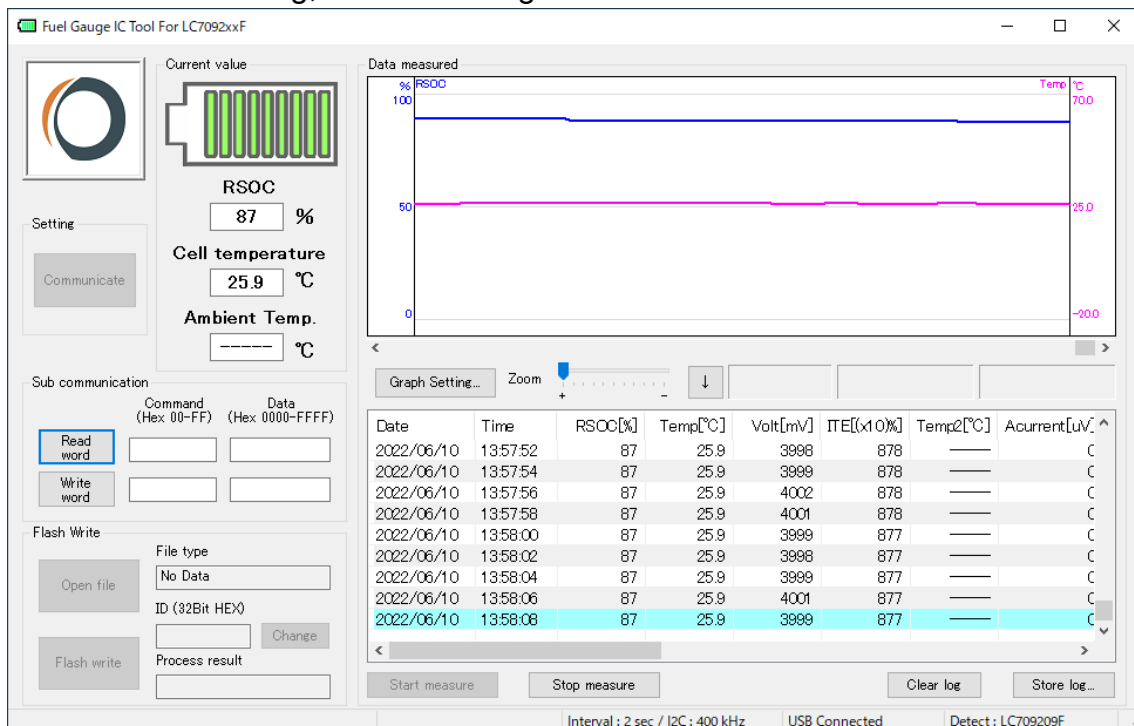 Fuel Gauge IC Tool For LC7092xxF
Current value
RSOC
87 %
Cell temperature
25.9 ℃
Ambient Temp.
----- ℃
Setting
Communicate
Sub communication
Command Data
(Hex 00-FF) (Hex 0000-FFFF)
Read
word
Write
word
Flash Write
Open file
File type
No Data
ID (32Bit HEX)
Change
Flash write
Process result
Data measured
% RSOC Temp ℃
100 70.0
50 25.0
0 -20.0
Graph Setting... Zoom + - ↓
Date Time RSOC[%] Temp[℃] Volt[mV] ITE[(x10)%] Temp2[℃] Acurrent[uV]
2022/06/10 13:57:52 87 25.9 3998 878 ——
2022/06/10 13:57:54 87 25.9 3999 878 ——
2022/06/10 13:57:56 87 25.9 4002 878 ——
2022/06/10 13:57:58 87 25.9 4001 878 ——
2022/06/10 13:58:00 87 25.9 3999 877 ——
2022/06/10 13:58:02 87 25.9 3998 877 ——
2022/06/10 13:58:04 87 25.9 3999 877 ——
2022/06/10 13:58:06 87 25.9 4001 877 ——
2022/06/10 13:58:08 87 25.9 3999 877 ——
Start measure Stop measure Clear log Store log...
Interval : 2 sec / I2C : 400 kHz USB Connected Detect : LC709209F